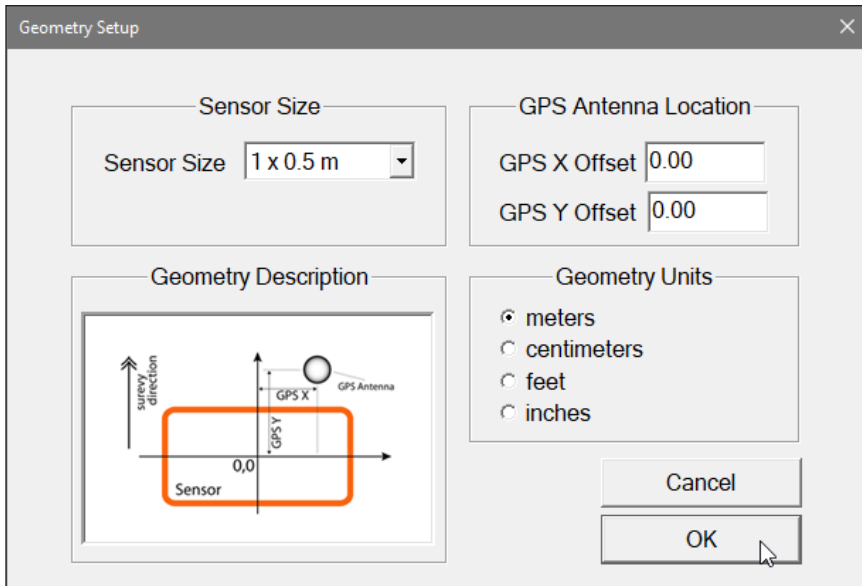 Geometry Setup
Sensor Size
Sensor Size 1 x 0.5 m
GPS Antenna Location
GPS X Offset 0.00
GPS Y Offset 0.00
Geometry Description
surevy
direction
GPS Antenna
GPS X
GPS Y
0,0
Sensor
Geometry Units
meters
centimeters
feet
inches
Cancel
OK